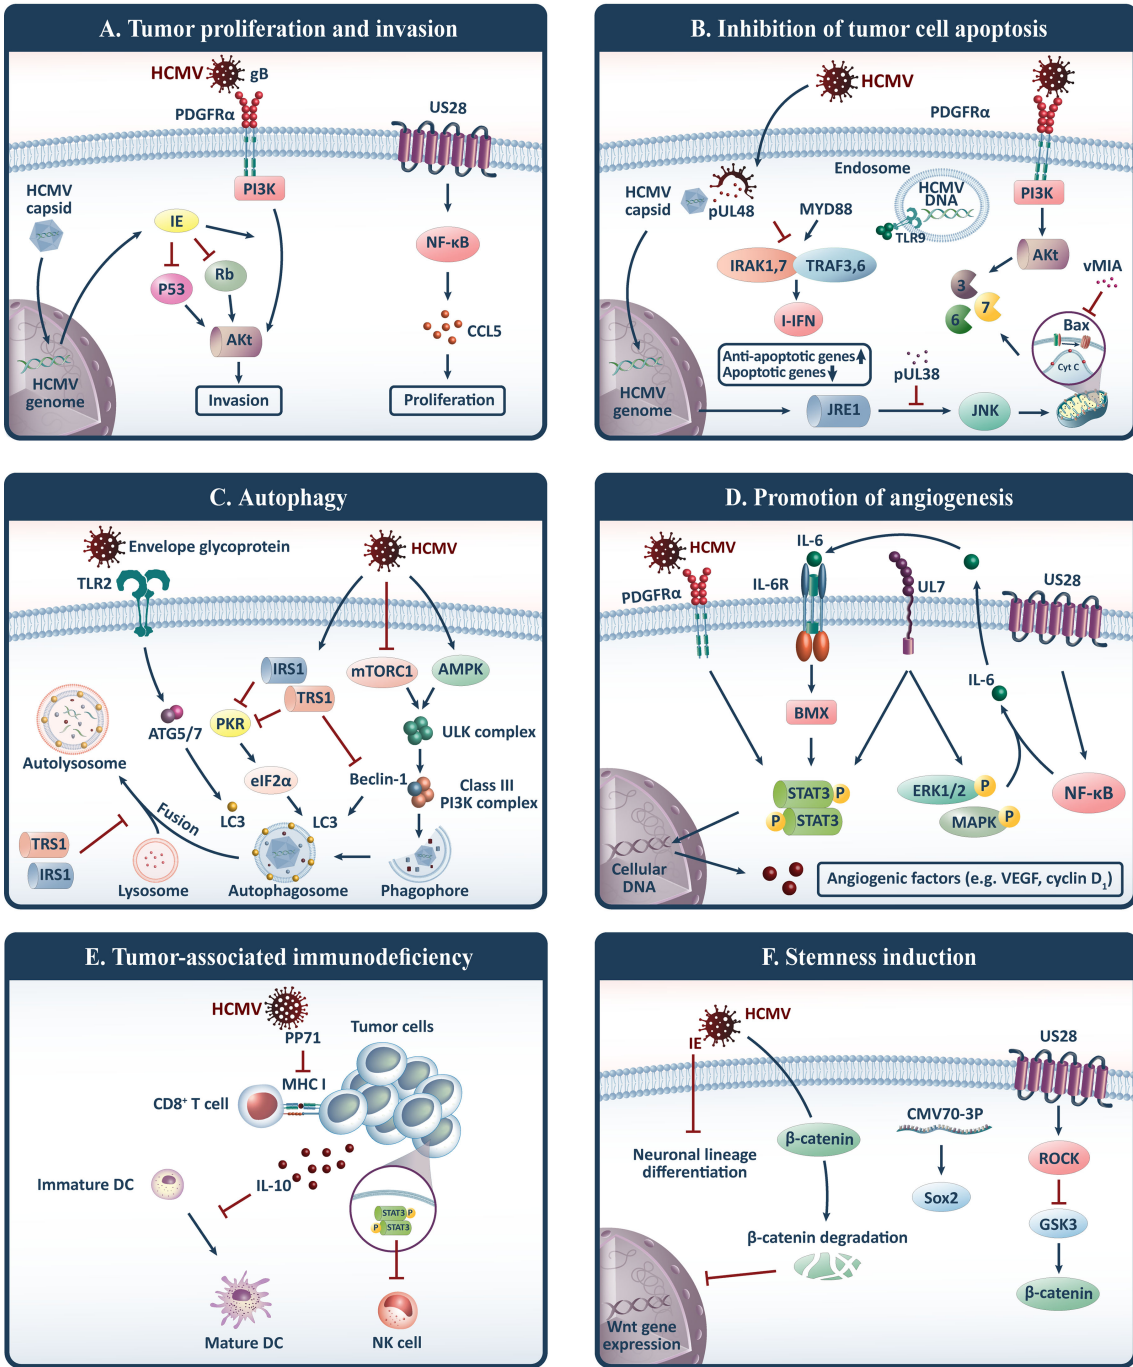 A. Tumor proliferation and invasion
HCMV
gB
PDGFRα
US28
HCMV
capsid
PI3K
IE
NF-κB
P53
Rb
CCL5
AKt
HCMV
genome
Invasion
Proliferation
B. Inhibition of tumor cell apoptosis
HCMV
PDGFRα
Endosome
HCMV
capsid
pUL48
MYD88
HCMV
DNA
TLR9
PI3K
IRAK1,7
TRAF3,6
AKt
vMIA
3
7
6
I-IFN
Bax
Cyt C
Anti-apoptotic genes
Apoptotic genes
pUL38
HCMV
genome
JRE1
JNK
C. Autophagy
Envelope glycoprotein
HCMV
TLR2
IRS1
mTORC1
AMPK
TRS1
PKR
ATG5/7
ULK complex
Autolysosome
eIF2α
Beclin-1
Class III
PI3K complex
Fusion
LC3
LC3
TRS1
IRS1
Lysosome
Autophagosome
Phagophore
D. Promotion of angiogenesis
HCMV
IL-6
PDGFRα
IL-6R
UL7
US28
IL-6
BMX
STAT3
P
P
STAT3
ERK1/2
P
MAPK
P
NF-κB
Cellular
DNA
Angiogenic factors (e.g. VEGF, cyclin D1)
E. Tumor-associated immunodeficiency
HCMV
PP71
Tumor cells
MHC I
CD8+ T cell
Immature DC
IL-10
STAT3
P
P
STAT3
Mature DC
NK cell
F. Stemness induction
HCMV
IE
US28
CMV70-3P
β-catenin
Neuronal lineage
differentiation
ROCK
Sox2
GSK3
β-catenin degradation
β-catenin
Wnt gene
expression